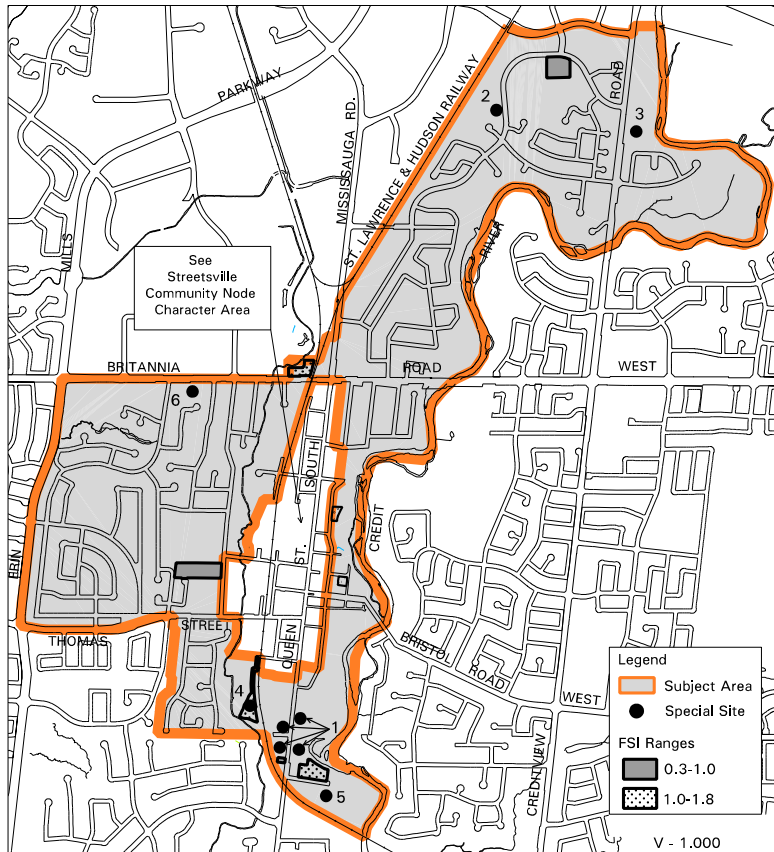 PARKWAY
MISSISSAUGA RD.
ST. LAWRENCE & HUDSON RAILWAY
ROAD
2
3
MILLS
RIVER
See
Streetsville
Community Node
Character Area
BRITANNIA
ROAD
WEST
6
SOUTH
ST.
QUEEN
CREDIT
ERIN
THOMAS
STREET
BRISTOL
ROAD
WEST
CREDITVIEW
4
1
5
Legend
Subject Area
Special Site
FSI Ranges
0.3-1.0
1.0-1.8
V - 1.000